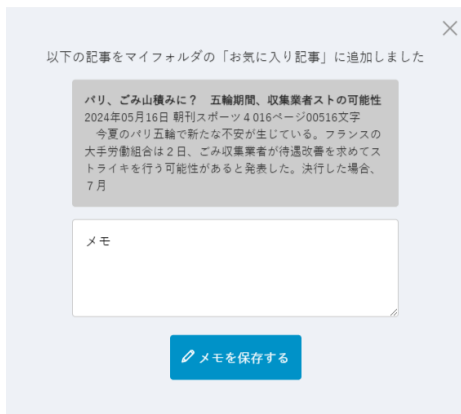 以下の記事をマイフォルダの「お気に入り記事」に追加しました
パリ、ごみ山積みに？　五輪期間、収集業者ストの可能性
2024年05月16日 朝刊スポーツ４016ページ00516文字
　今夏のパリ五輪で新たな不安が生じている。フランスの
大手労働組合は２日、ごみ収集業者が待遇改善を求めてス
トライキを行う可能性があると発表した。決行した場合、
７月
メモ
メモを保存する